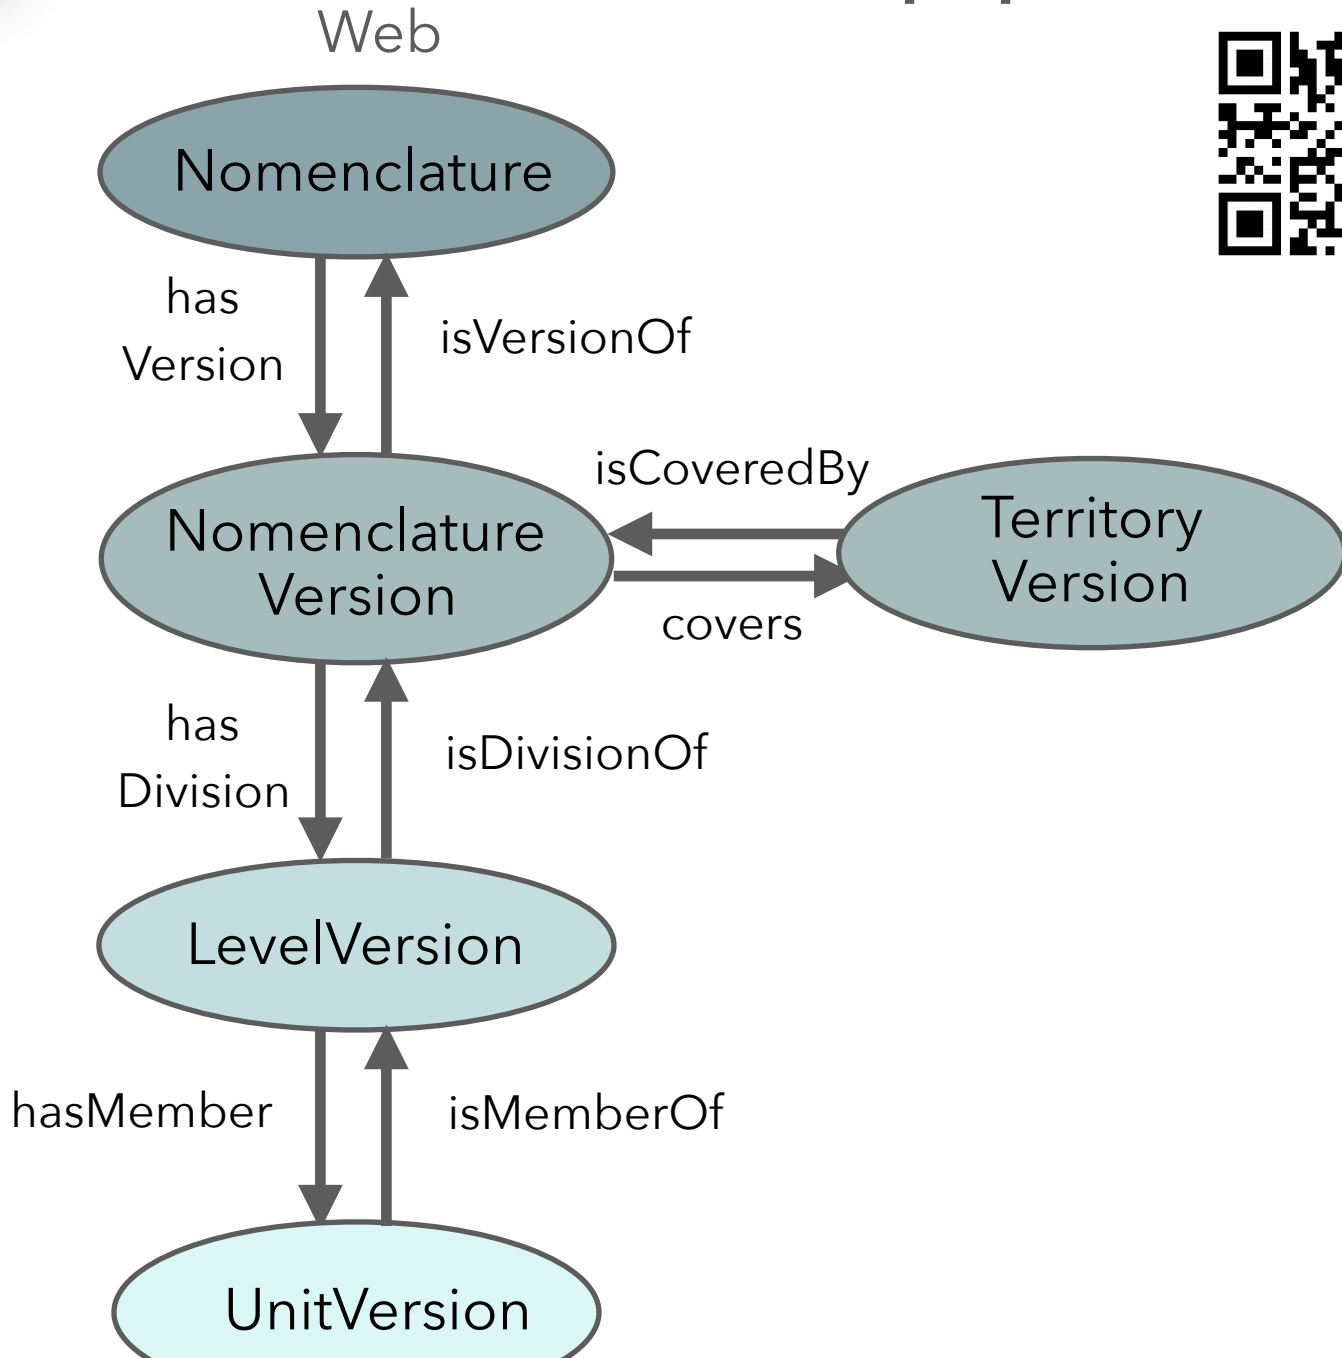 Web
Nomenclature
has
Version
isVersionOf
isCoveredBy
Nomenclature
Version
Territory
Version
covers
has
Division
isDivisionOf
LevelVersion
hasMember
isMemberOf
UnitVersion